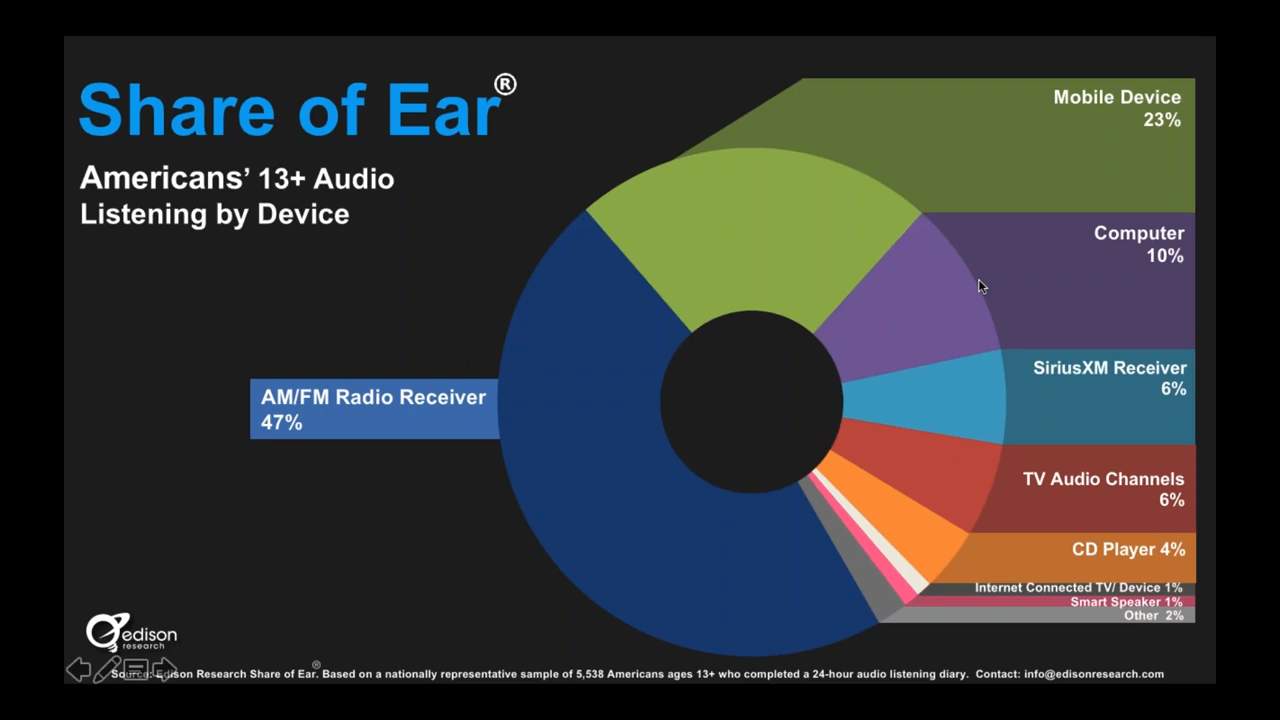 Share of Ear®
Americans’ 13+ Audio
Listening by Device
Mobile Device
23%
Computer
10%
SiriusXM Receiver
6%
AM/FM Radio Receiver
47%
TV Audio Channels
6%
CD Player 4%
Internet Connected TV/ Device 1%
Smart Speaker 1%
Other 2%
edison
research
Source: Edison Research Share of Ear.® Based on a nationally representative sample of 5,538 Americans ages 13+ who completed a 24-hour audio listening diary. Contact: info@edisonresearch.com